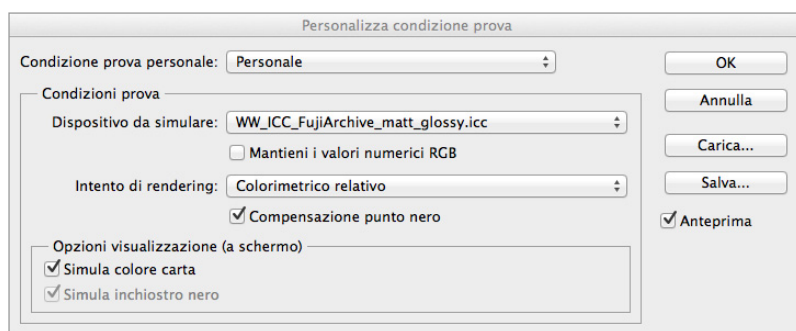 Personalizza condizione prova
Condizione prova personale: Personale
OK
Condizioni prova
Annulla
Dispositivo da simulare: WW_ICC_FujiArchive_matt_glossy.icc
Mantieni i valori numerici RGB
Carica...
Intento di rendering: Colorimetrico relativo
Salva...
Compensazione punto nero
Anteprima
Opzioni visualizzazione (a schermo)
Simula colore carta
Simula inchiostro nero